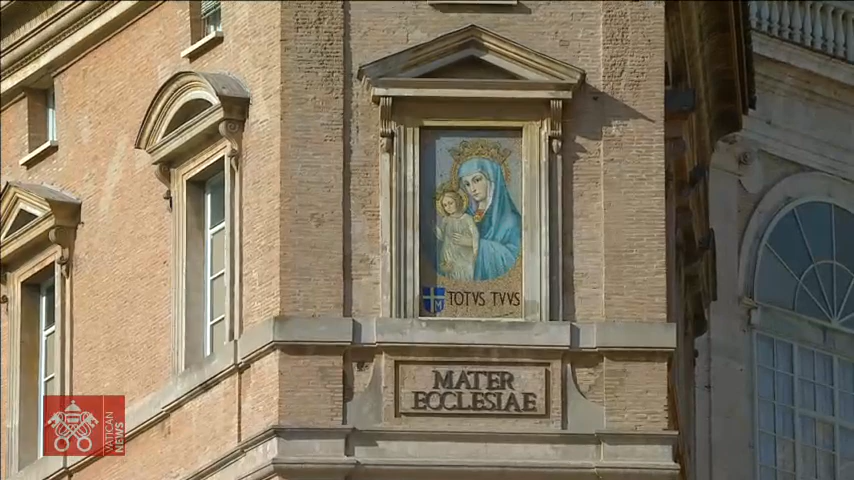 TOTVS TVVS
M
MATER
ECCLESIAE
VATICAN
NEWS